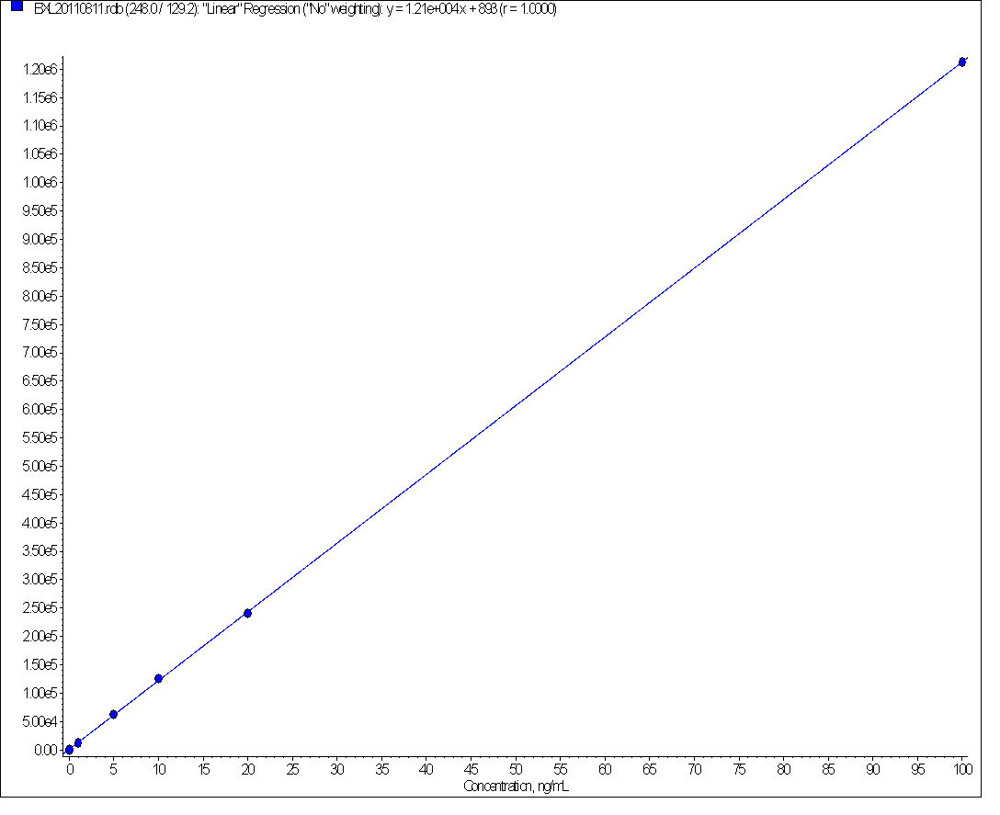 BXL20110811.rdb (248.0 / 129.2): "Linear" Regression ("No" weighting): y = 1.21e+004 x + 893 (r = 1.0000)
1.20e6
1.15e6
1.10e6
1.05e6
1.00e6
9.50e5
9.00e5
8.50e5
8.00e5
7.50e5
7.00e5
6.50e5
6.00e5
5.50e5
5.00e5
4.50e5
4.00e5
3.50e5
3.00e5
2.50e5
2.00e5
1.50e5
1.00e5
5.00e4
0.00
0 5 10 15 20 25 30 35 40 45 50 55 60 65 70 75 80 85 90 95 100
Concentration, ng/mL